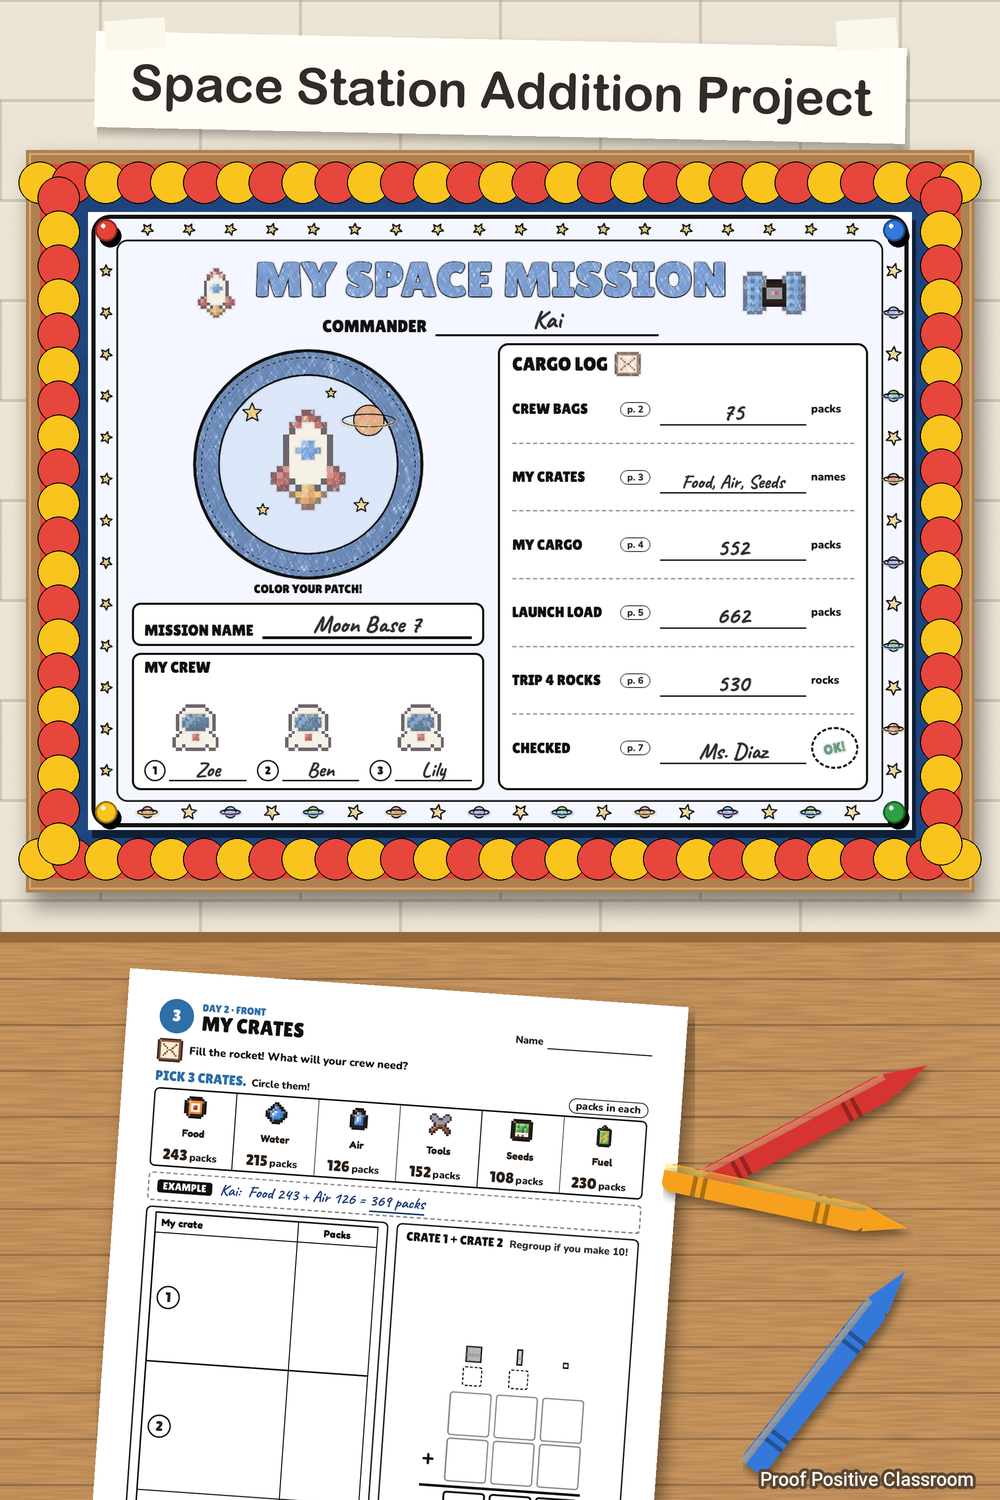 Space Station Addition Project
MY SPACE MISSION
COMMANDER Kai
COLOR YOUR PATCH!
MISSION NAME Moon Base 7
MY CREW
1 Zoe 2 Ben 3 Lily
CARGO LOG
CREW BAGS p. 2 75 packs
MY CRATES p. 3 Food, Air, Seeds names
MY CARGO p. 4 552 packs
LAUNCH LOAD p. 5 662 packs
TRIP 4 ROCKS p. 6 530 rocks
CHECKED p. 7 Ms. Diaz OK!
3 DAY 2 · FRONT
MY CRATES
Name
Fill the rocket! What will your crew need?
PICK 3 CRATES. Circle them!
packs in each
Food Water Air Tools Seeds Fuel
243 packs 215 packs 126 packs 152 packs 108 packs 230 packs
EXAMPLE Kai: Food 243 + Air 126 = 369 packs
My crate Packs
1
2
CRATE 1 + CRATE 2 Regroup if you make 10!
+
Proof Positive Classroom